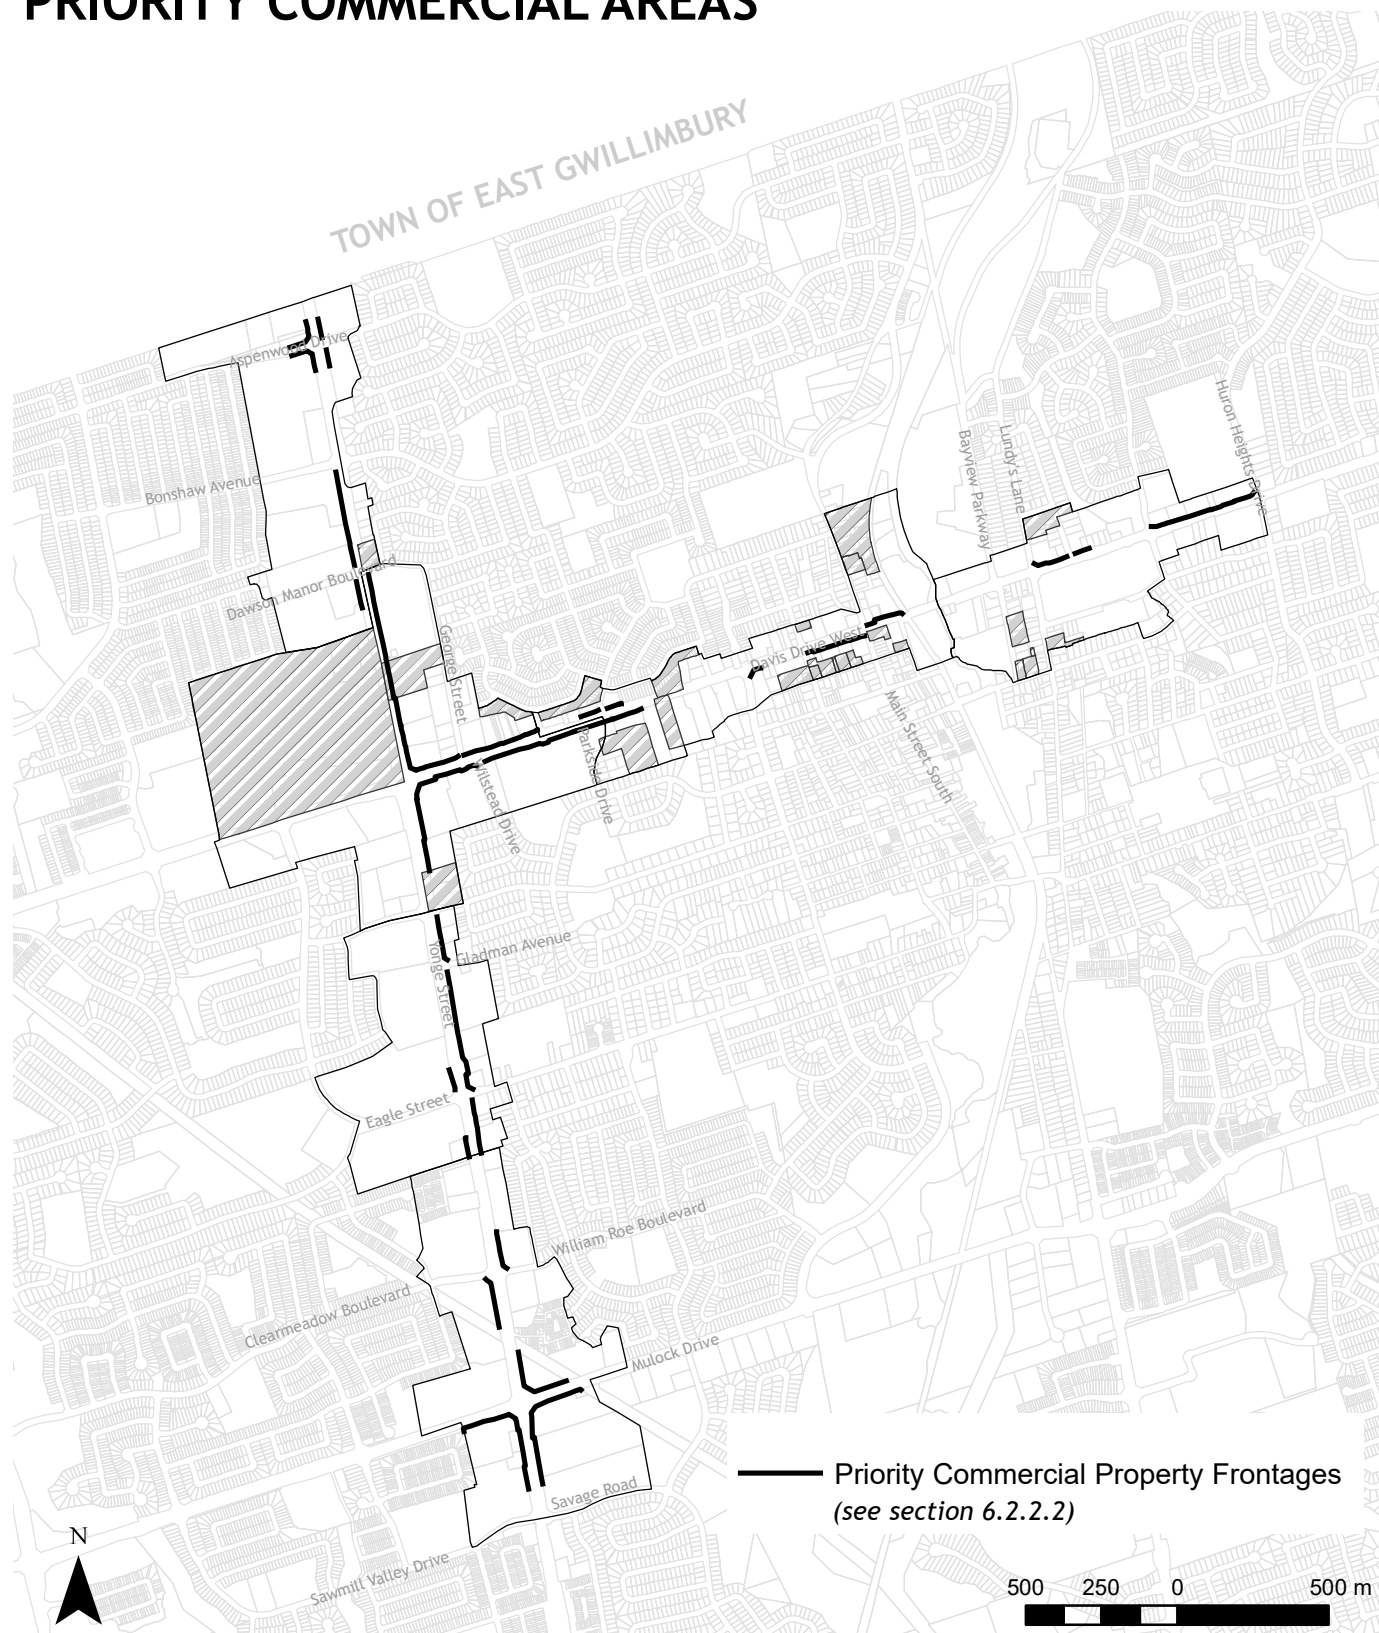 PRIORITY COMMERCIAL AREAS
TOWN OF EAST GWILLIMBURY
Aspenwood Drive
Huron Heights Drive
Lundy's Lane
Bayview Parkway
Bonshaw Avenue
Dawson Manor Boulevard
George Street
Davis Drive West
Main Street South
Parkside Drive
Wilstead Drive
Gladman Avenue
Yonge Street
Eagle Street
William Roe Boulevard
Clearmeadow Boulevard
Mulock Drive
Savage Road
Sawmill Valley Drive
Priority Commercial Property Frontages
(see section 6.2.2.2)
N
500 250 0 500 m